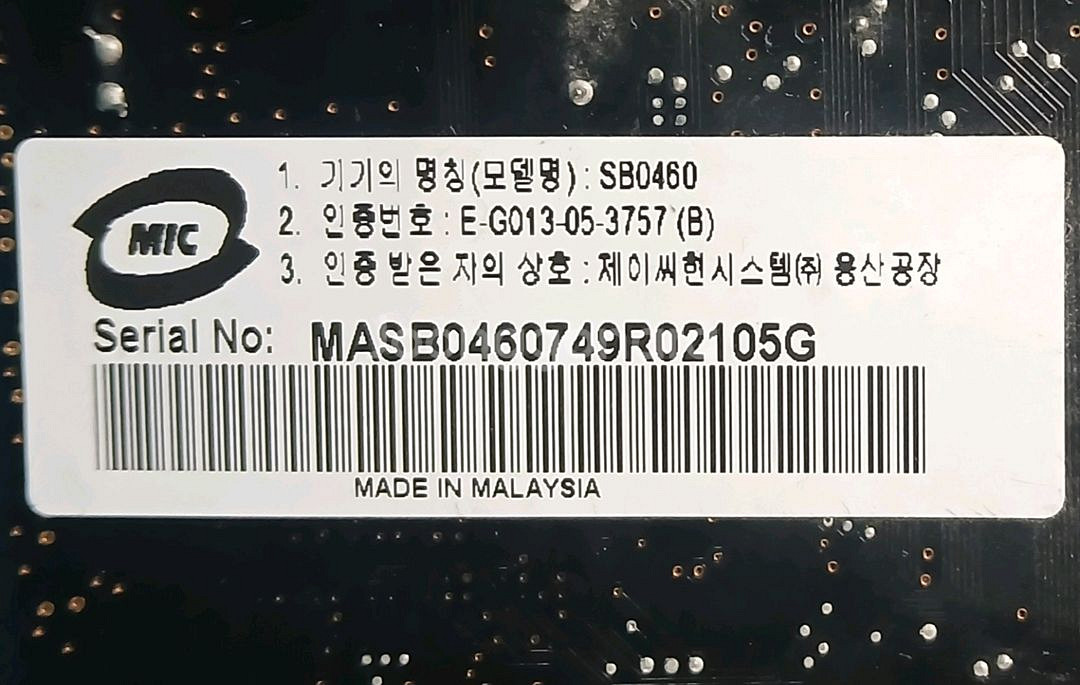 MIC
1. 기기의 명칭(모델명) : SB0460
2. 인증번호 : E-G013-05-3757 (B)
3. 인증 받은 자의 상호 : 제이씨현시스템㈜ 용산공장
Serial No: MASB0460749R02105G
MADE IN MALAYSIA